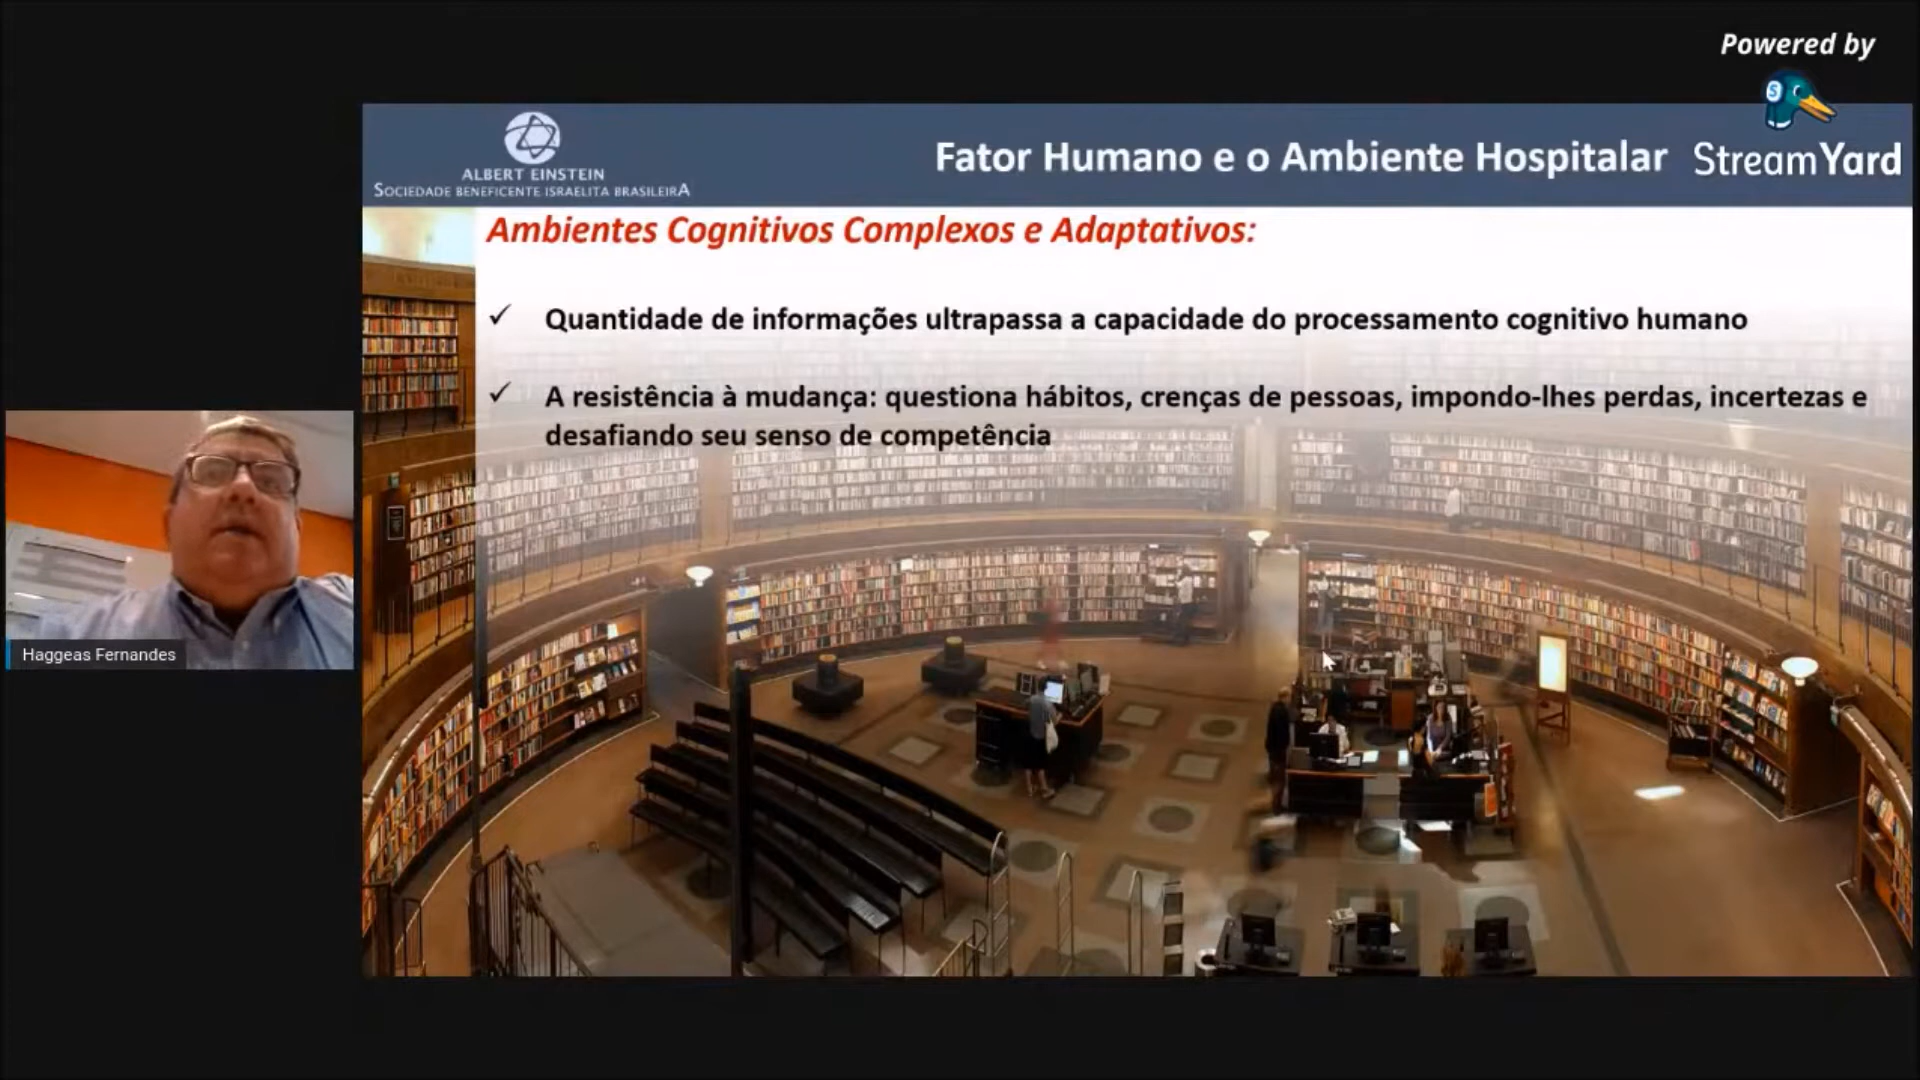 Powered by
StreamYard
ALBERT EINSTEIN
SOCIEDADE BENEFICENTE ISRAELITA BRASILEIRA
Fator Humano e o Ambiente Hospitalar
Ambientes Cognitivos Complexos e Adaptativos:
✓ Quantidade de informações ultrapassa a capacidade do processamento cognitivo humano
✓ A resistência à mudança: questiona hábitos, crenças de pessoas, impondo-lhes perdas, incertezas e
desafiando seu senso de competência
Haggeas Fernandes